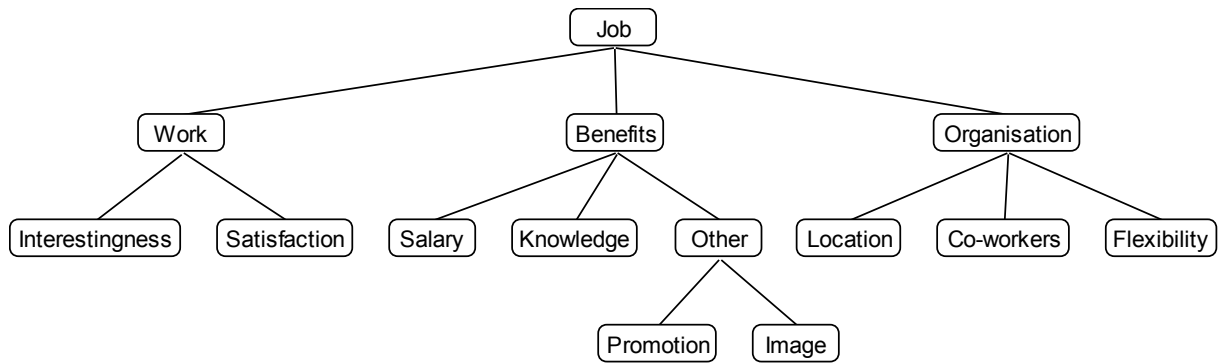 Job
Work
Benefits
Organisation
Interestingness
Satisfaction
Salary
Knowledge
Other
Location
Co-workers
Flexibility
Promotion
Image